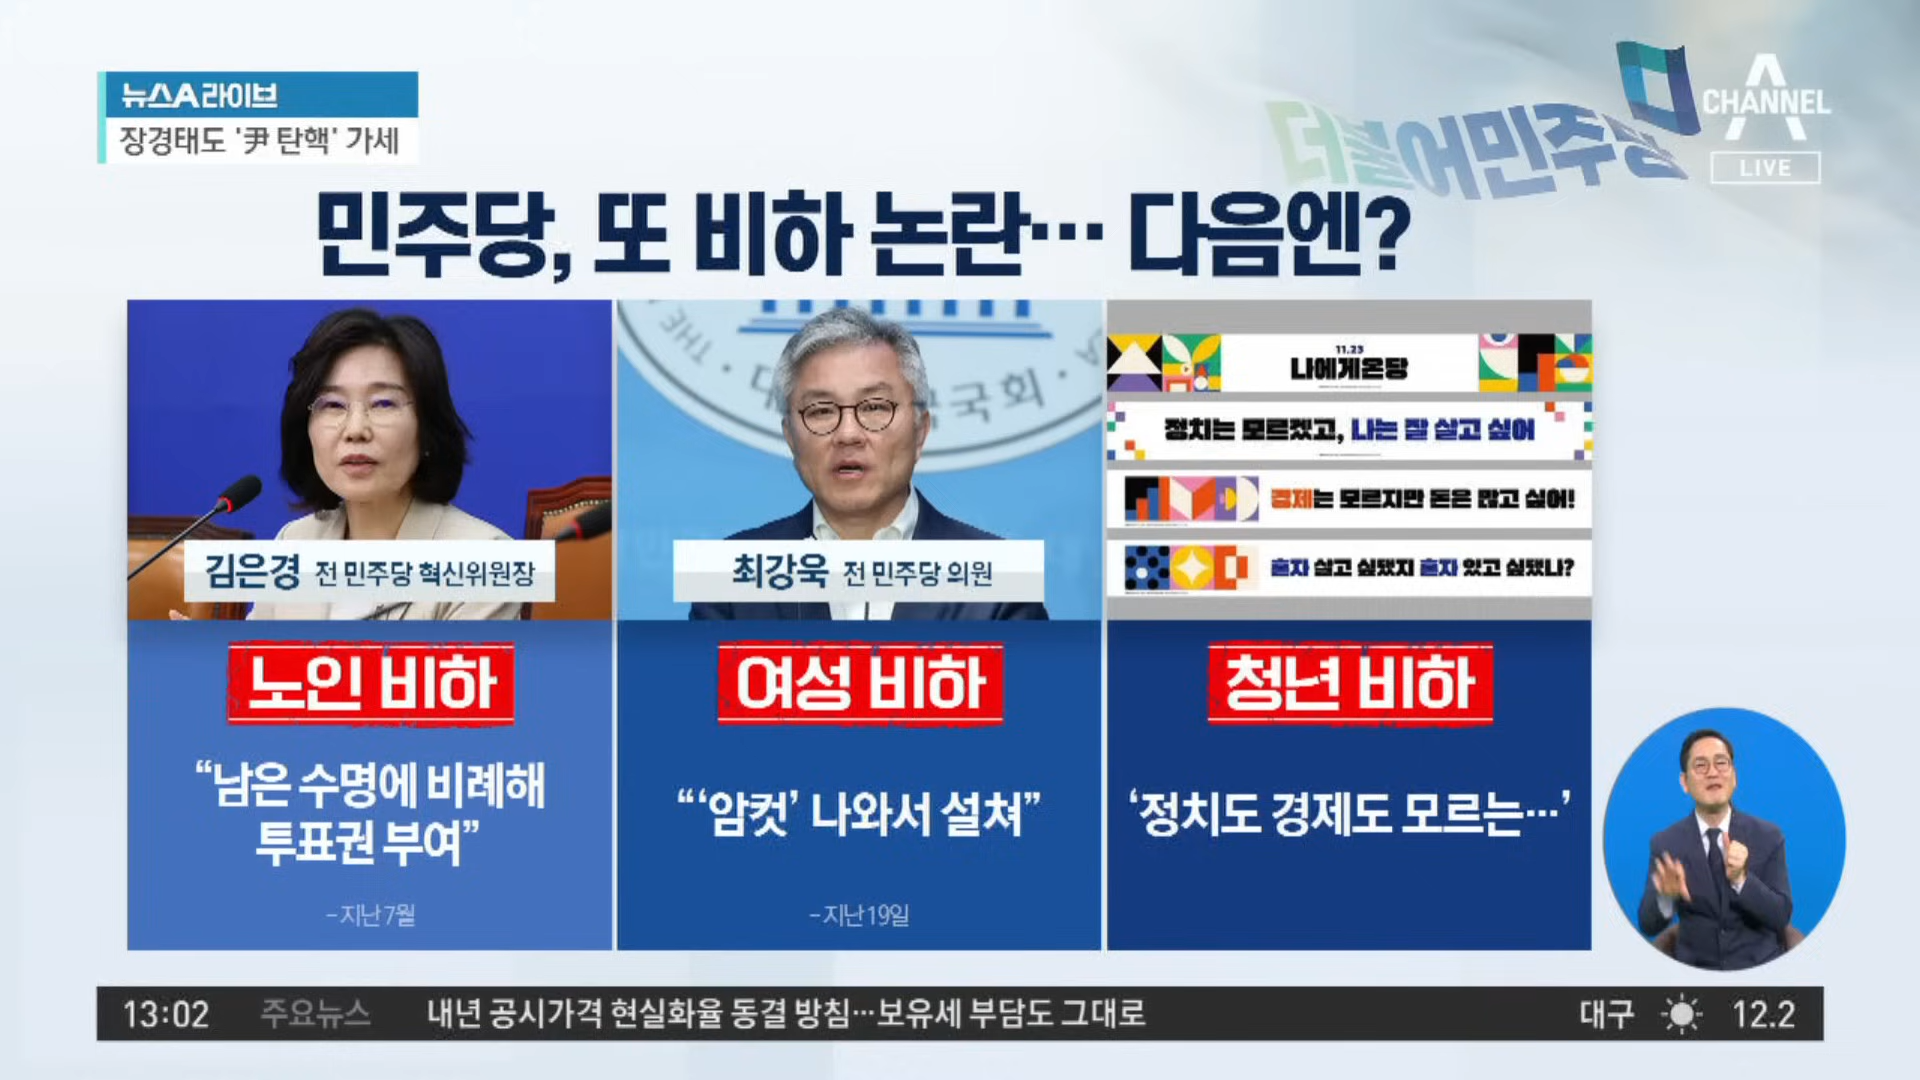 뉴스A 라이브
장경태도 '尹 탄핵' 가세
더불어민주당
CHANNEL A
LIVE
민주당, 또 비하 논란… 다음엔?
김은경 전 민주당 혁신위원장
노인 비하
“남은 수명에 비례해
투표권 부여”
-지난 7월
THE
대
국회
최강욱 전 민주당 의원
여성 비하
“‘암컷’ 나와서 설쳐”
-지난 19일
11.23
나에게온당
정치는 모르겠고, 나는 잘 살고 싶어
경제는 모르지만 돈은 많고 싶어!
혼자 살고 싶댔지 혼자 있고 싶댔나?
청년 비하
‘정치도 경제도 모르는…’
13:02 주요뉴스 내년 공시가격 현실화율 동결 방침…보유세 부담도 그대로 대구 12.2